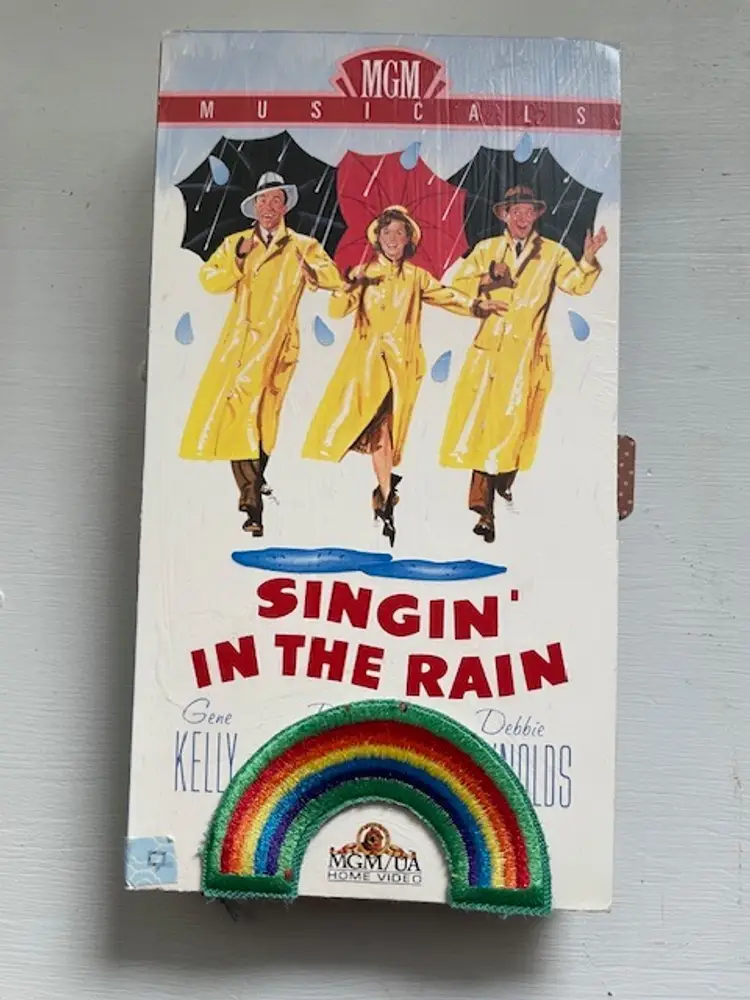 MGM
MUSICALS
SINGIN'
IN THE RAIN
Gene
Debbie
KELLY
MGM/UA
HOME VIDEO